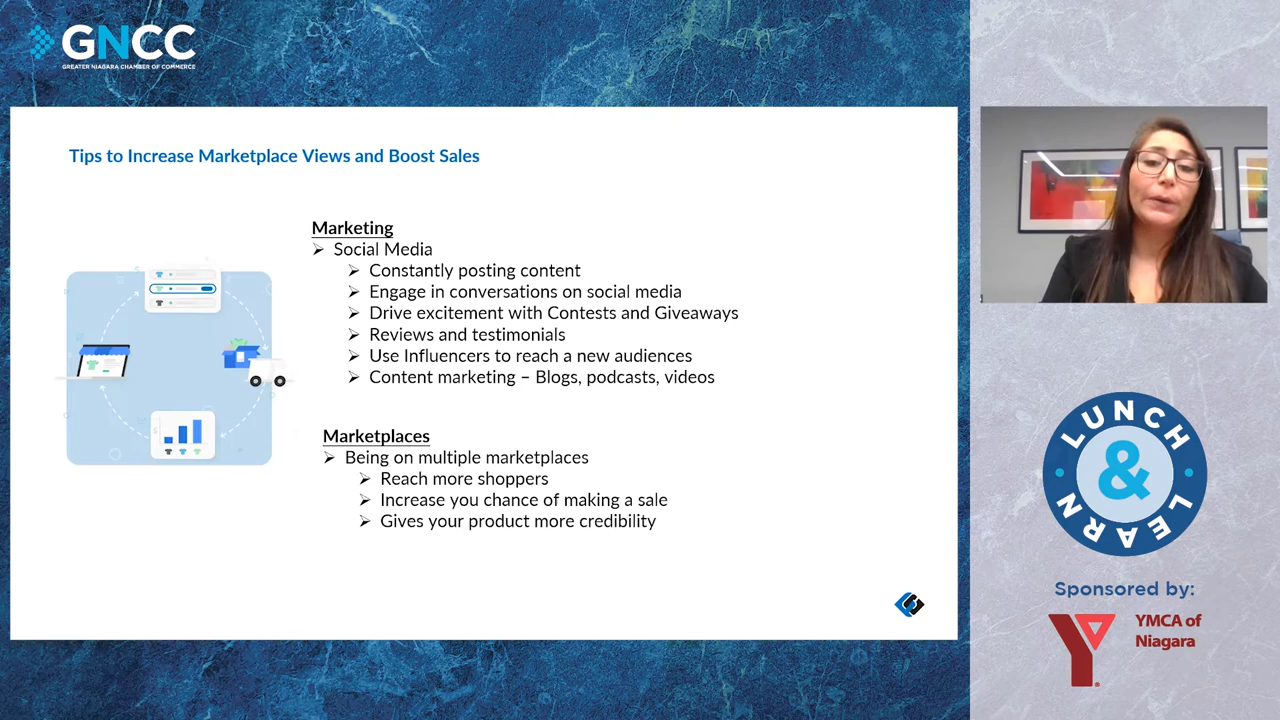 GNCC
GREATER NIAGARA CHAMBER OF COMMERCE
Tips to Increase Marketplace Views and Boost Sales
Marketing
Social Media
Constantly posting content
Engage in conversations on social media
Drive excitement with Contests and Giveaways
Reviews and testimonials
Use Influencers to reach a new audiences
Content marketing – Blogs, podcasts, videos
Marketplaces
Being on multiple marketplaces
Reach more shoppers
Increase you chance of making a sale
Gives your product more credibility
LUNCH
&
LEARN
Sponsored by:
YMCA of
Niagara